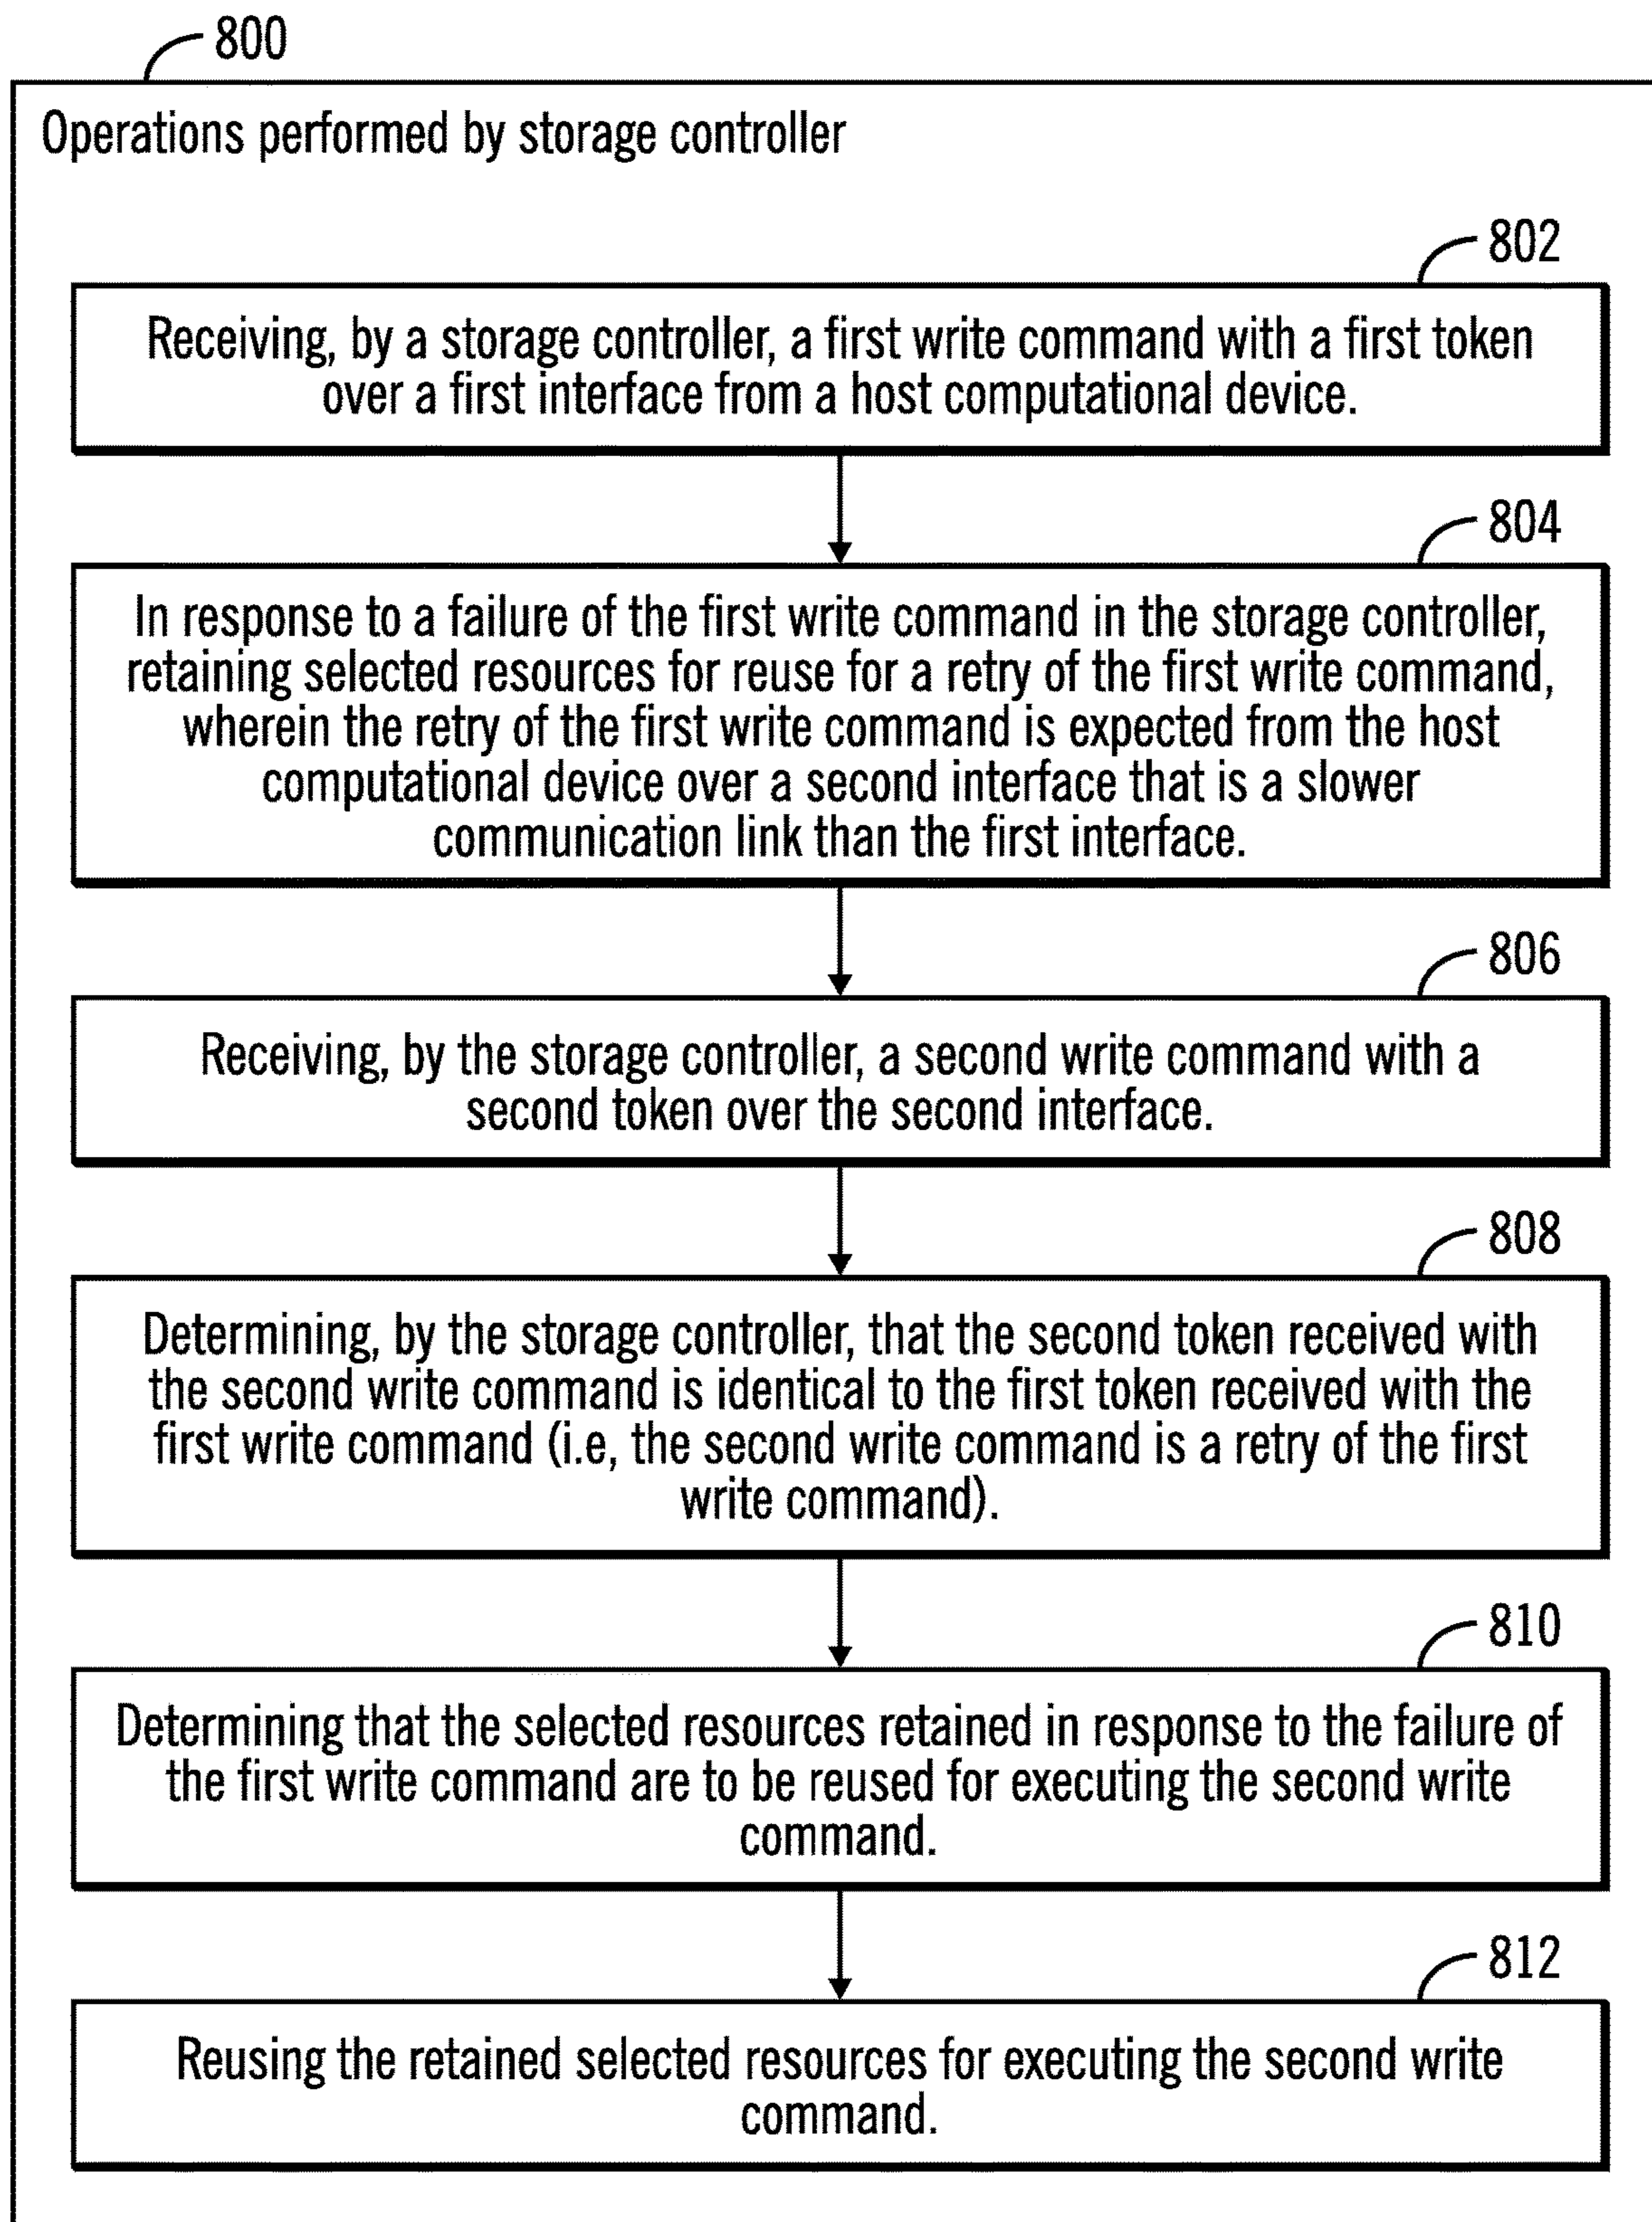 800
Operations performed by storage controller
802
Receiving, by a storage controller, a first write command with a first token
over a first interface from a host computational device.
804
In response to a failure of the first write command in the storage controller,
retaining selected resources for reuse for a retry of the first write command,
wherein the retry of the first write command is expected from the host
computational device over a second interface that is a slower
communication link than the first interface.
806
Receiving, by the storage controller, a second write command with a
second token over the second interface.
808
Determining, by the storage controller, that the second token received with
the second write command is identical to the first token received with the
first write command (i.e, the second write command is a retry of the first
write command).
810
Determining that the selected resources retained in response to the failure of
the first write command are to be reused for executing the second write
command.
812
Reusing the retained selected resources for executing the second write
command.